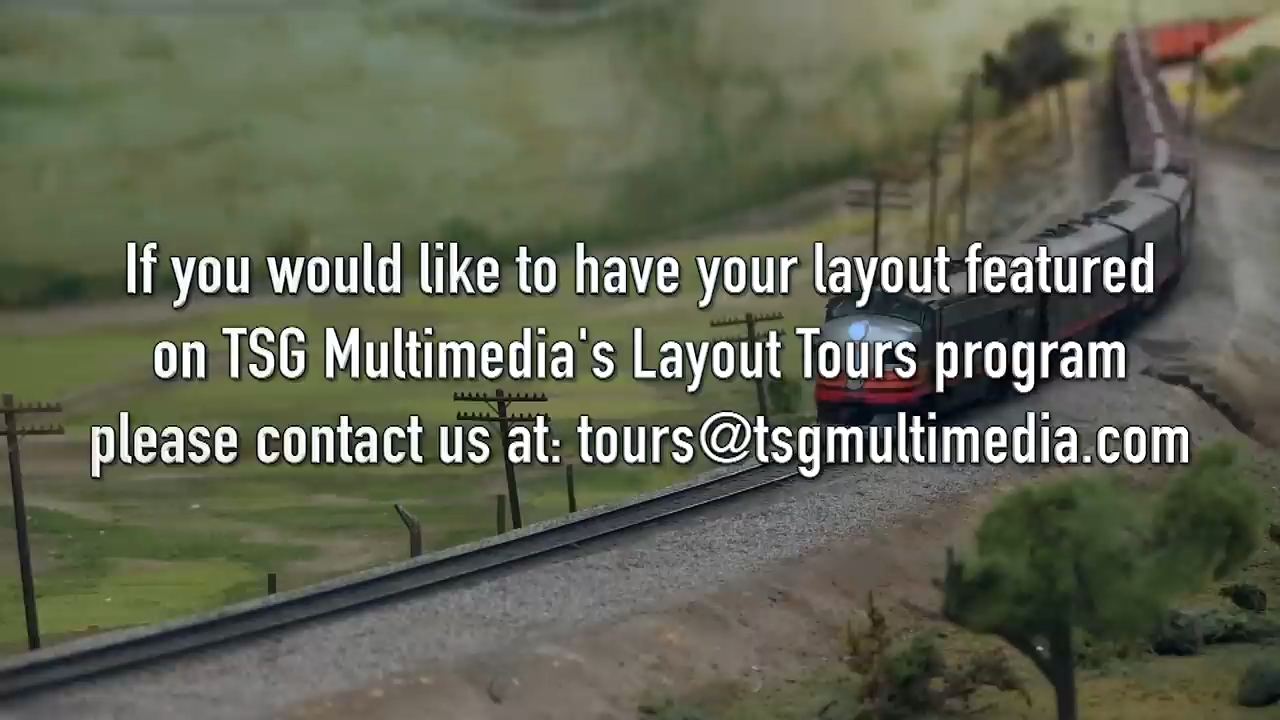 If you would like to have your layout featured
on TSG Multimedia's Layout Tours program
please contact us at: tours@tsgmultimedia.com